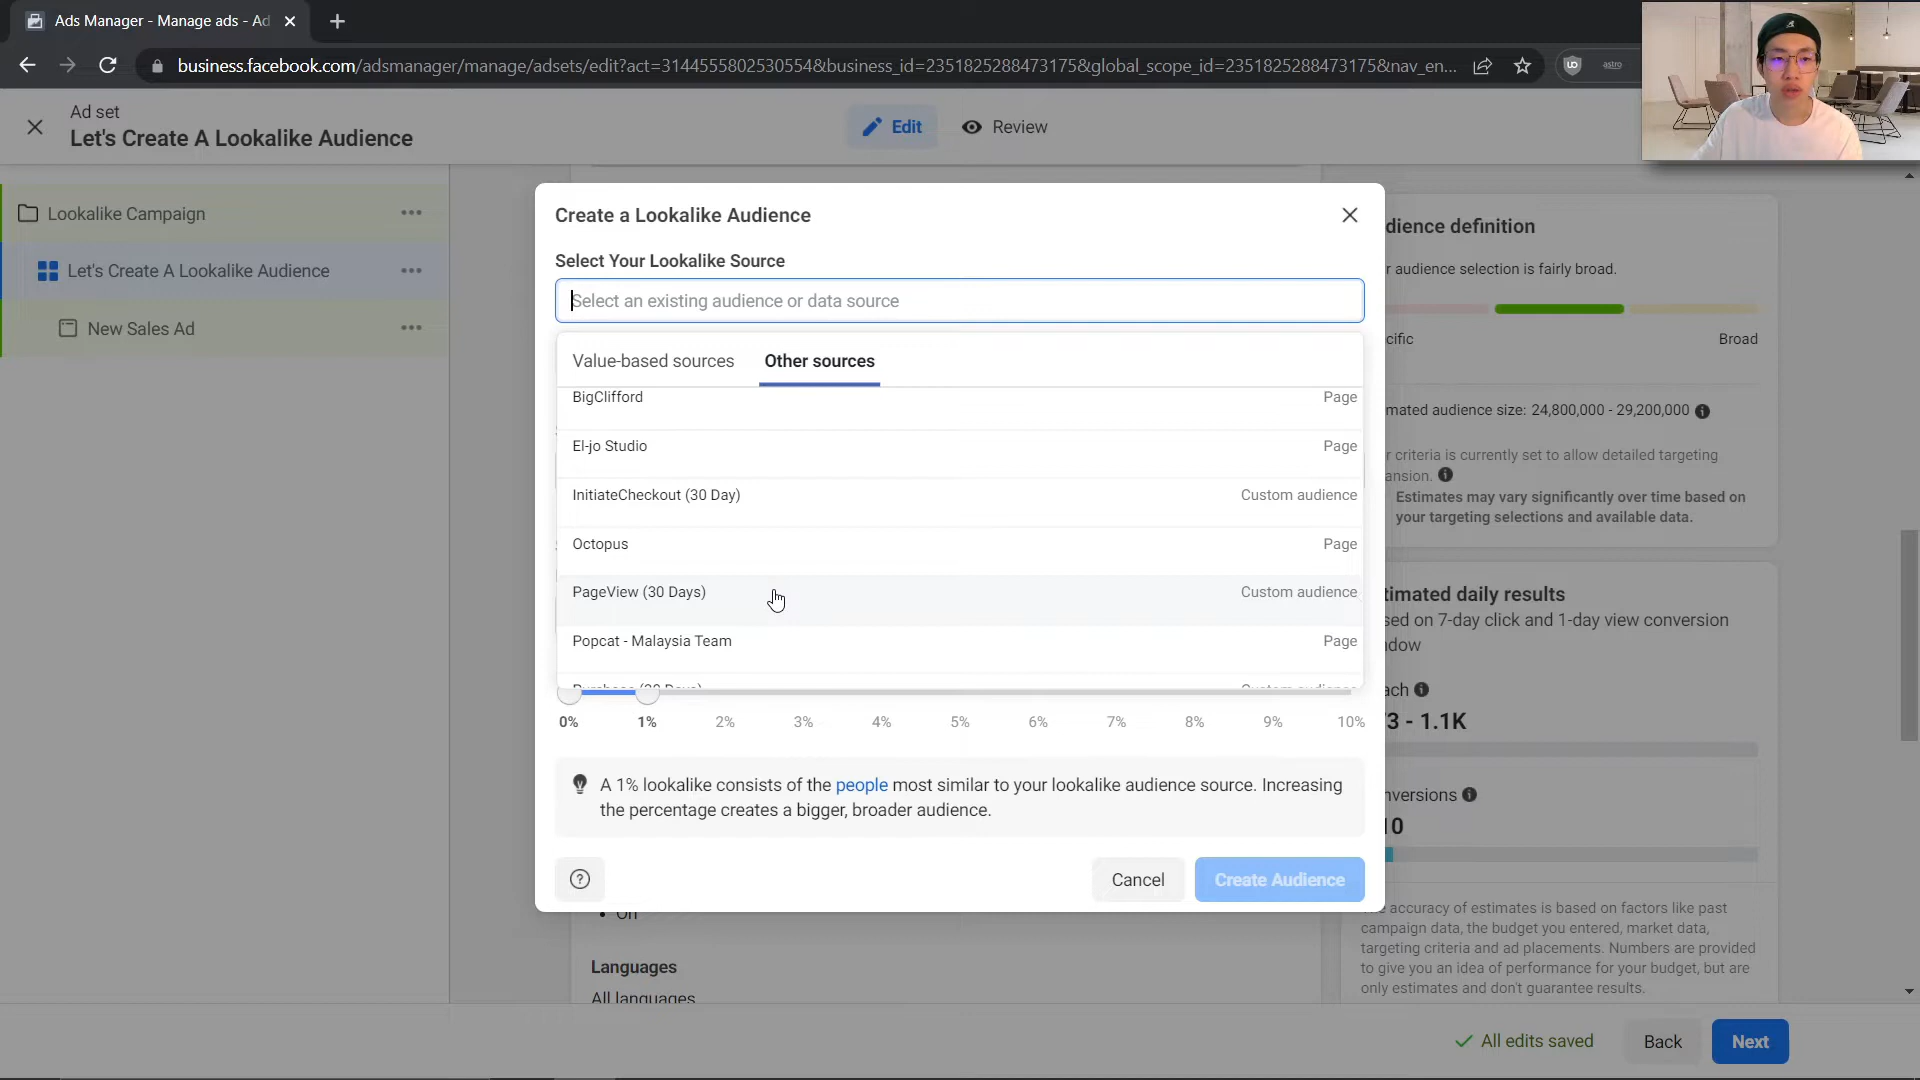 Ads Manager - Manage ads - Ad
business.facebook.com/adsmanager/manage/adsets/edit?act=3144555802530554&business_id=2351825288473175&global_scope_id=2351825288473175&nav_en...
astro
Ad set
Let's Create A Lookalike Audience
Edit
Review
Lookalike Campaign
Let's Create A Lookalike Audience
New Sales Ad
Create a Lookalike Audience
Select Your Lookalike Source
Select an existing audience or data source
Value-based sources
Other sources
BigClifford
Page
El-jo Studio
Page
InitiateCheckout (30 Day)
Custom audience
Octopus
Page
PageView (30 Days)
Custom audience
Popcat - Malaysia Team
Page
0%
1%
2%
3%
4%
5%
6%
7%
8%
9%
10%
A 1% lookalike consists of the people most similar to your lookalike audience source. Increasing
the percentage creates a bigger, broader audience.
Cancel
Create Audience
dience definition
r audience selection is fairly broad.
cific
Broad
mated audience size: 24,800,000 - 29,200,000
r criteria is currently set to allow detailed targeting
ansion.
Estimates may vary significantly over time based on
your targeting selections and available data.
timated daily results
sed on 7-day click and 1-day view conversion
dow
ach
3 - 1.1K
nversions
10
accuracy of estimates is based on factors like past
campaign data, the budget you entered, market data,
targeting criteria and ad placements. Numbers are provided
to give you an idea of performance for your budget, but are
only estimates and don't guarantee results.
Languages
All languages
All edits saved
Back
Next